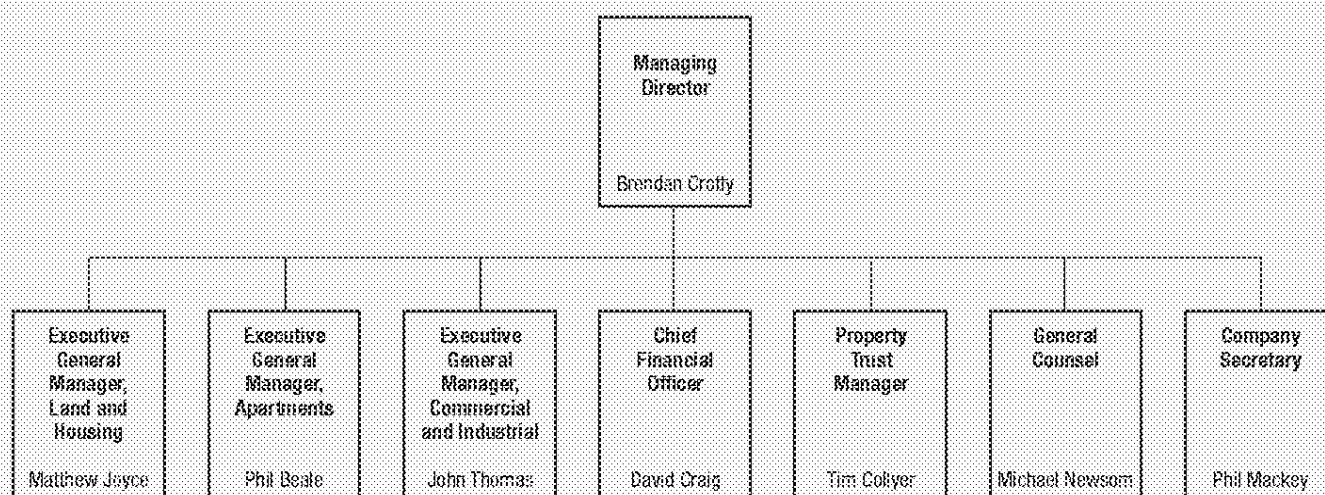 Managing
Director
Brendan Crotty
Executive
General
Manager,
Land and
Housing
Matthew Joyce
Executive
General
Manager,
Apartments
Phil Beale
Executive
General
Manager,
Commercial
and Industrial
John Thomas
Chief
Financial
Officer
David Craig
Property
Trust
Manager
Tim Collyer
General
Counsel
Michael Newsom
Company
Secretary
Phil Mackey